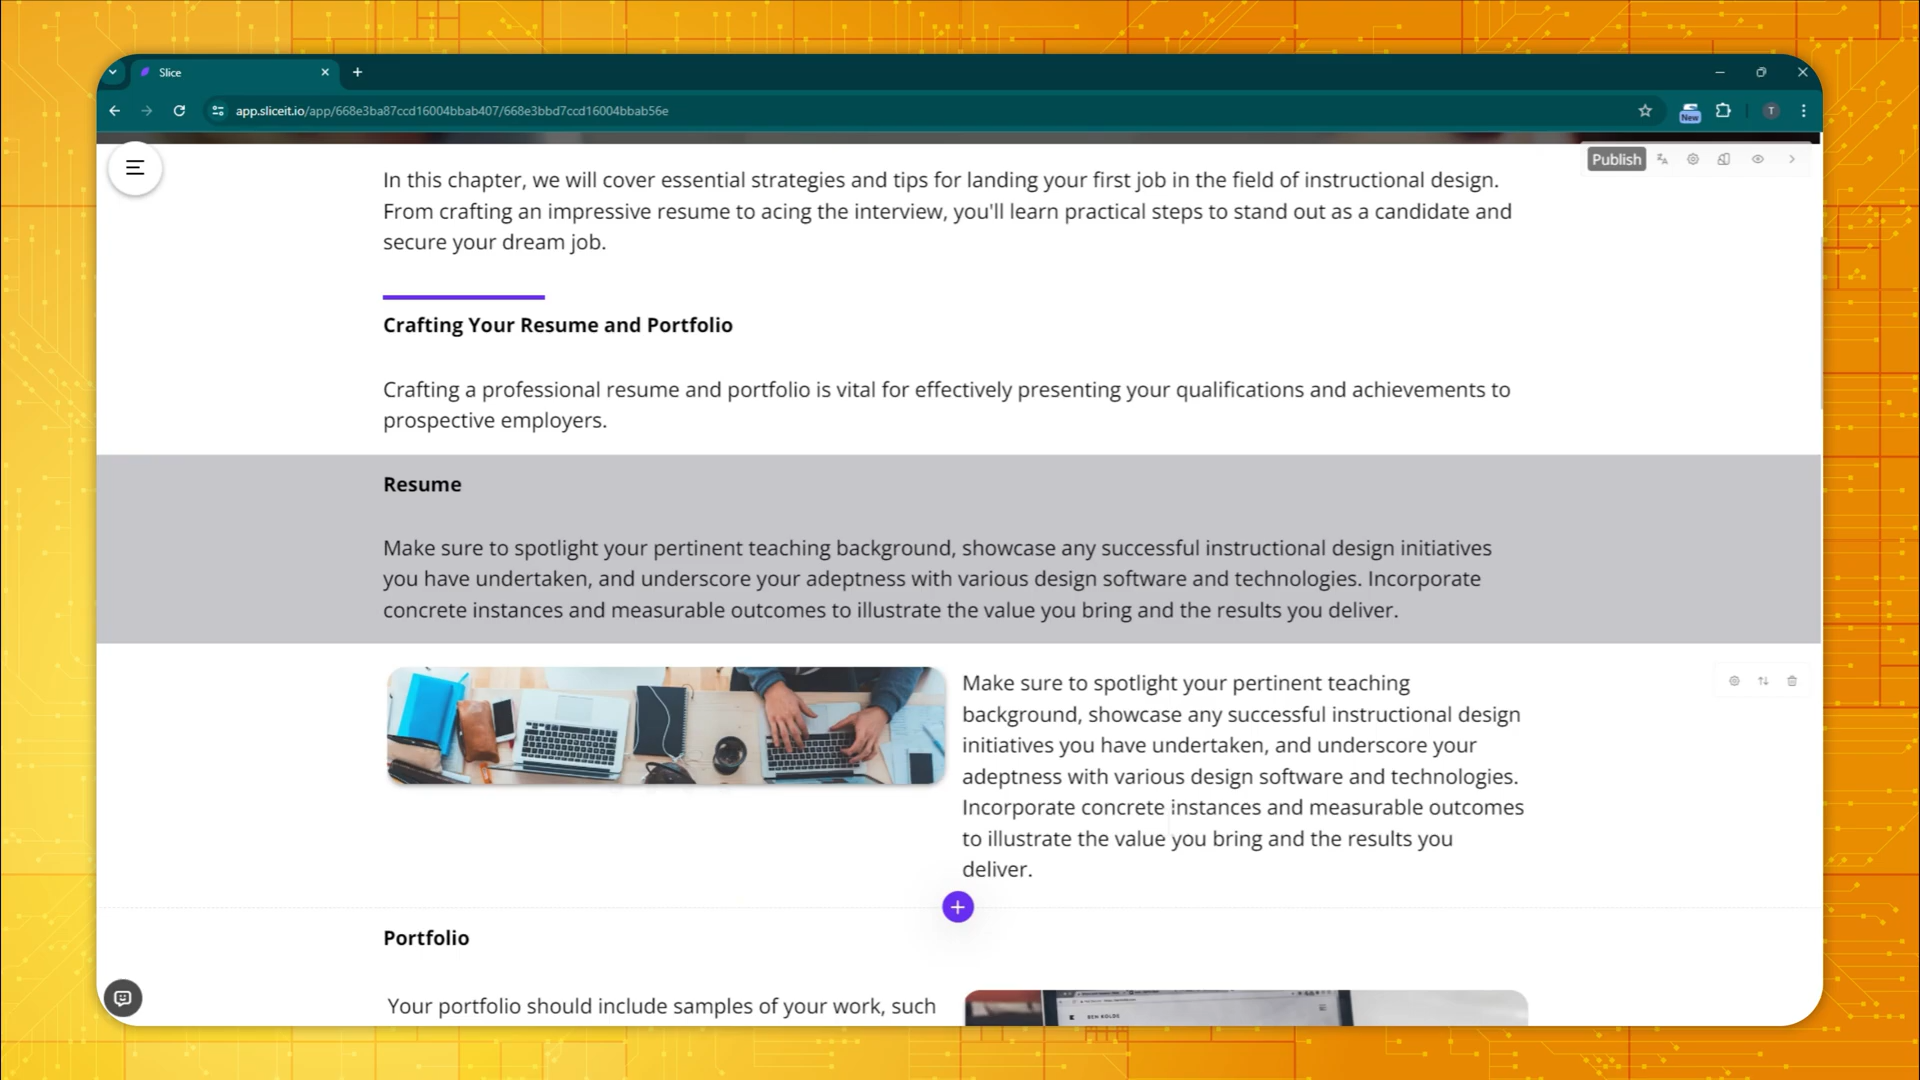 Slice
app.sliceit.io/app/668e3ba87ccd16004bbab407/668e3bbd7ccd16004bbab56e
New
T
Publish
In this chapter, we will cover essential strategies and tips for landing your first job in the field of instructional design.
From crafting an impressive resume to acing the interview, you'll learn practical steps to stand out as a candidate and
secure your dream job.
Crafting Your Resume and Portfolio
Crafting a professional resume and portfolio is vital for effectively presenting your qualifications and achievements to
prospective employers.
Resume
Make sure to spotlight your pertinent teaching background, showcase any successful instructional design initiatives
you have undertaken, and underscore your adeptness with various design software and technologies. Incorporate
concrete instances and measurable outcomes to illustrate the value you bring and the results you deliver.
Make sure to spotlight your pertinent teaching
background, showcase any successful instructional design
initiatives you have undertaken, and underscore your
adeptness with various design software and technologies.
Incorporate concrete instances and measurable outcomes
to illustrate the value you bring and the results you
deliver.
Portfolio
Your portfolio should include samples of your work, such
BEN KOLDE